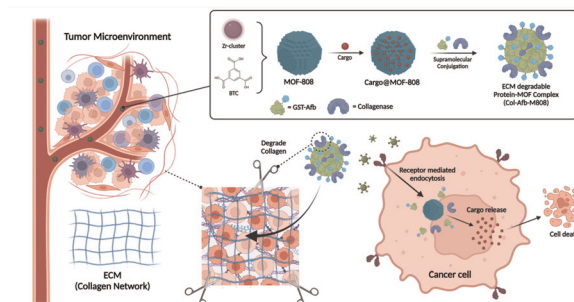 Tumor Microenvironment
Zr-cluster
BTC
MOF-808
Cargo
Cargo@MOF-808
Supramolecular
Conjugation
ECM degradable
Protein-MOF Complex
(Col-Afb-M808)
= GST-Afb
= Collagenase
Degrade
Collagen
Receptor mediated
endocytosis
Cargo release
Cell death
Cancer cell
ECM
(Collagen Network)